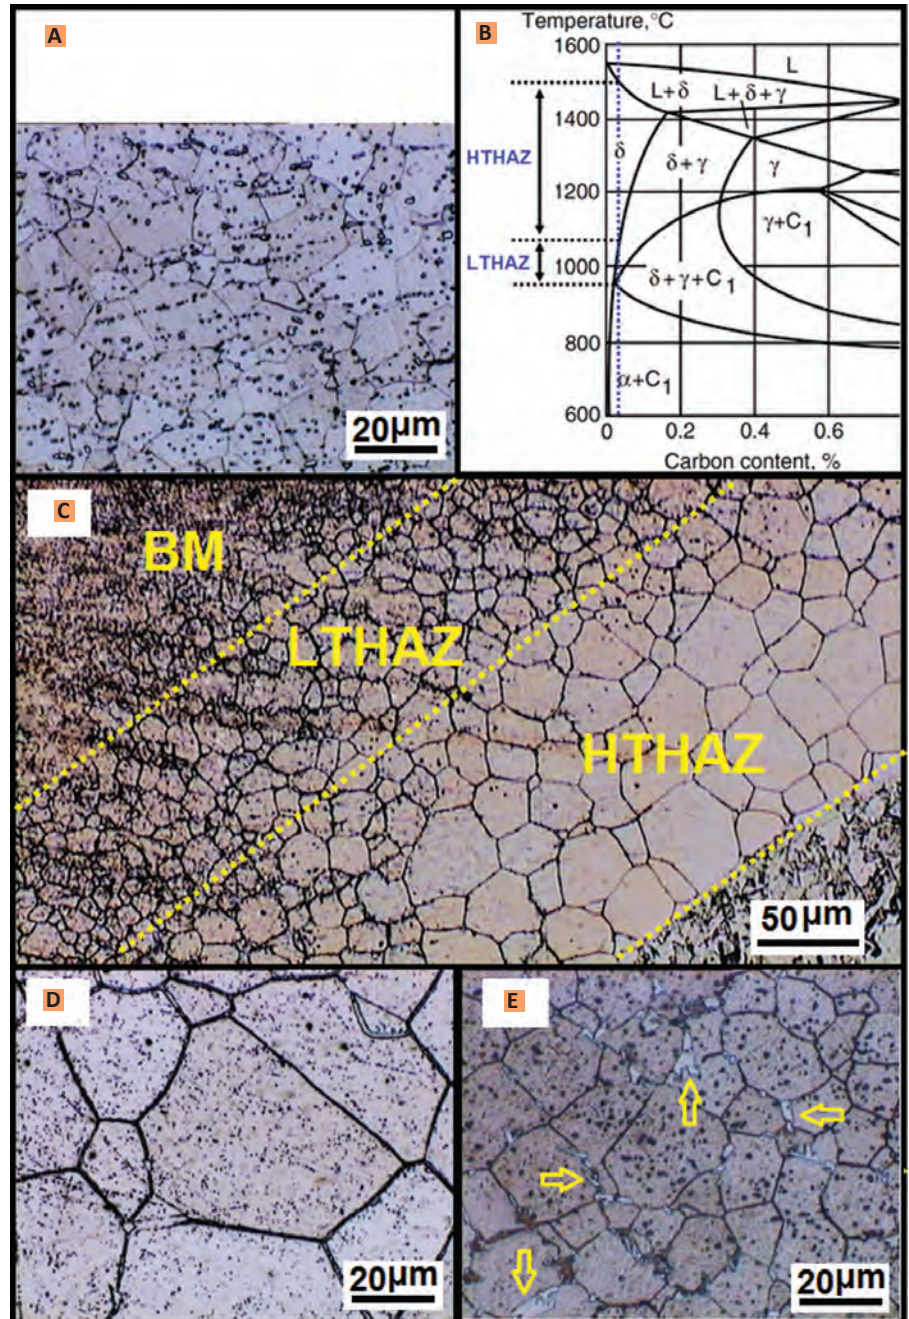 A
20µm
B
Temperature, °C
1600
1400
1200
1000
800
600
HTHAZ
LTHAZ
L
L+δ
L+δ+γ
δ
δ+γ
γ
γ+C1
δ+γ+C1
α+C1
0 0.2 0.4 0.6
Carbon content, %
C
BM
LTHAZ
HTHAZ
50µm
D
20µm
E
20µm